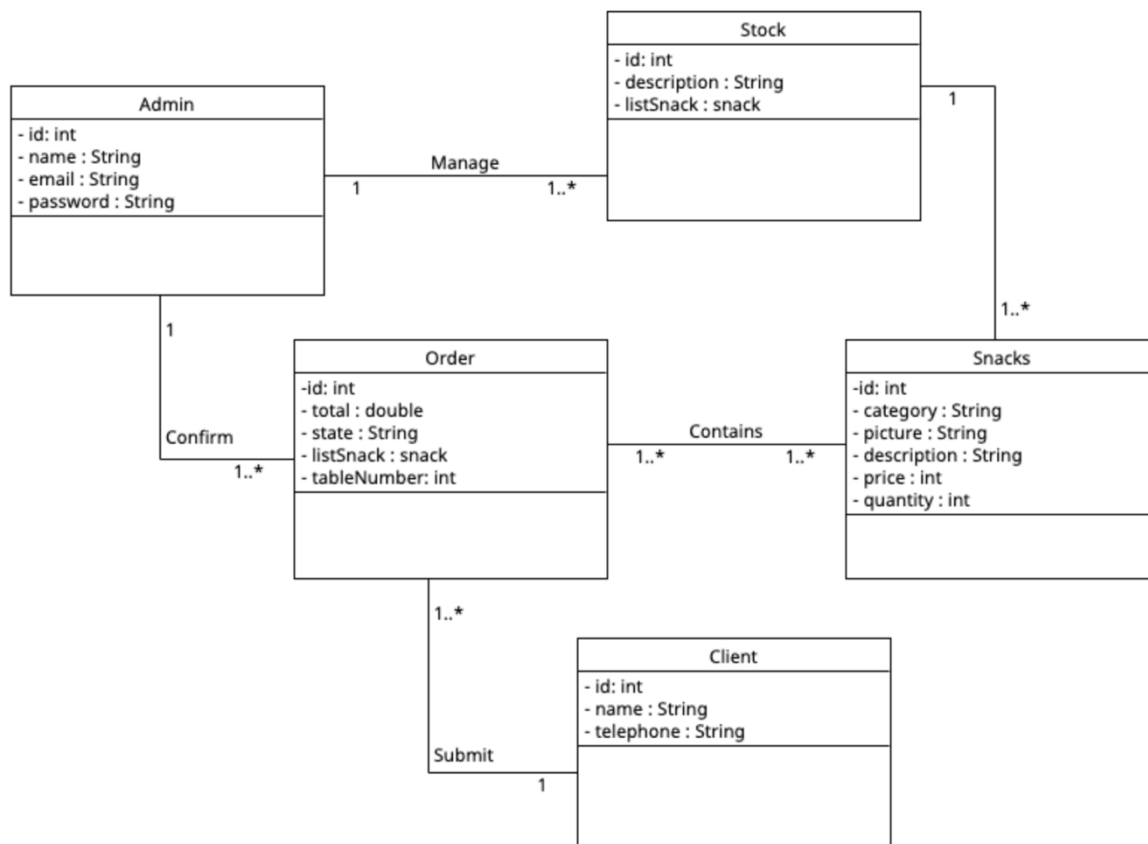 Stock
- id: int
- description : String
- listSnack : snack
1
Admin
- id: int
- name : String
- email : String
- password : String
Manage
1
1..*
1..*
1
Order
-id: int
- total : double
- state : String
- listSnack : snack
- tableNumber: int
Confirm
1..*
Contains
1..*
1..*
Snacks
-id: int
- category : String
- picture : String
- description : String
- price : int
- quantity : int
1..*
Client
- id: int
- name : String
- telephone : String
Submit
1